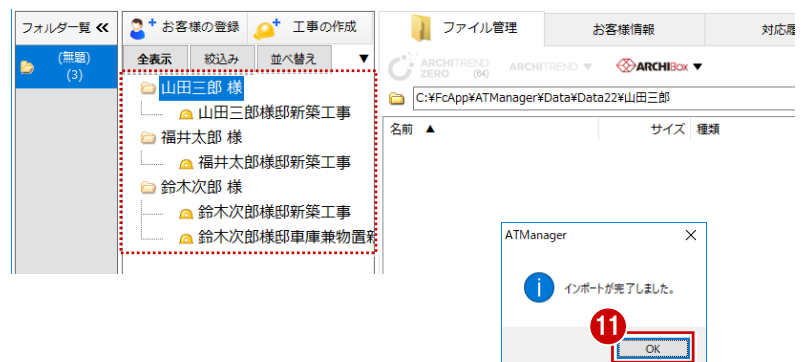 フォルダ一覧 ≪
お客様の登録
工事の作成
ファイル管理
お客様情報
対応履
(無題)
(3)
全表示
絞込み
並べ替え
▼
ARCHITREND
ZERO (64)
ARCHITREND ▼
ARCHIBox ▼
C:¥FcApp¥ATManager¥Data¥Data22¥山田三郎
名前 ▲
サイズ
種類
山田三郎 様
山田三郎様邸新築工事
福井太郎 様
福井太郎様邸新築工事
鈴木次郎 様
鈴木次郎様邸新築工事
鈴木次郎様邸車庫兼物置新
ATManager
インポートが完了しました。
11
OK